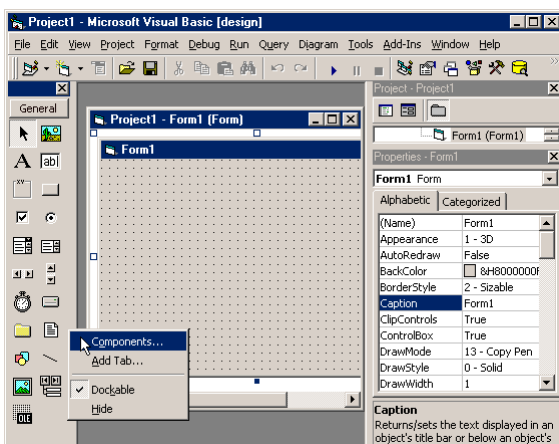 Project1 - Microsoft Visual Basic [design]
File Edit View Project Format Debug Run Query Diagram Tools Add-Ins Window Help
General
A ab|
xy
OLE
Project1 - Form1 (Form)
Form1
Components...
Add Tab...
Dockable
Hide
Project - Project1
Form1 (Form1)
Properties - Form1
Form1 Form
Alphabetic Categorized
(Name) Form1
Appearance 1 - 3D
AutoRedraw False
BackColor &H8000000F
BorderStyle 2 - Sizable
Caption Form1
ClipControls True
ControlBox True
DrawMode 13 - Copy Pen
DrawStyle 0 - Solid
DrawWidth 1
Caption
Returns/sets the text displayed in an
object's title bar or below an object's